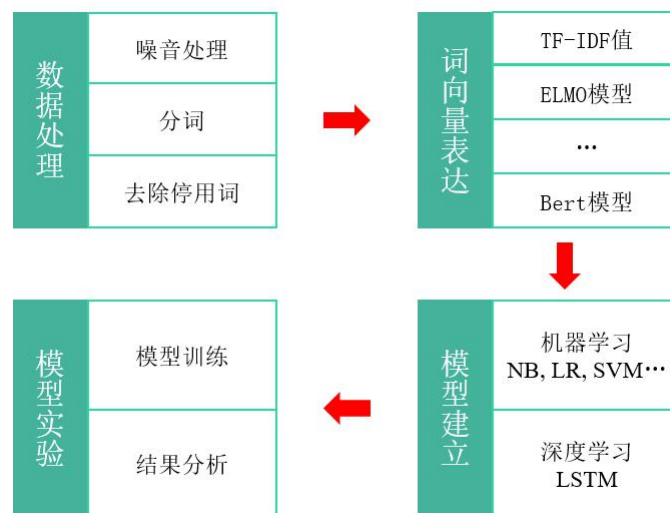 数据处理
噪音处理
分词
去除停用词
词向量表达
TF-IDF值
ELMO模型
…
Bert模型
模型建立
机器学习
NB, LR, SVM…
深度学习
LSTM
模型实验
模型训练
结果分析